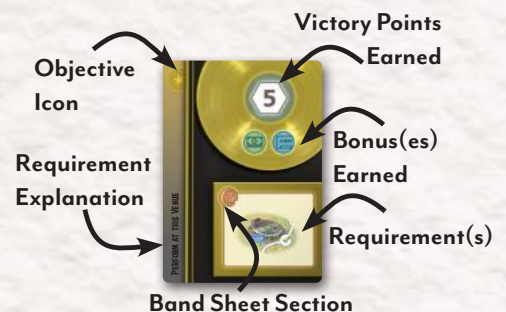 Victory Points
Earned
Objective
Icon
5
Bonus(es)
Earned
Requirement
Explanation
Perform at this Venue
Requirement(s)
Band Sheet Section